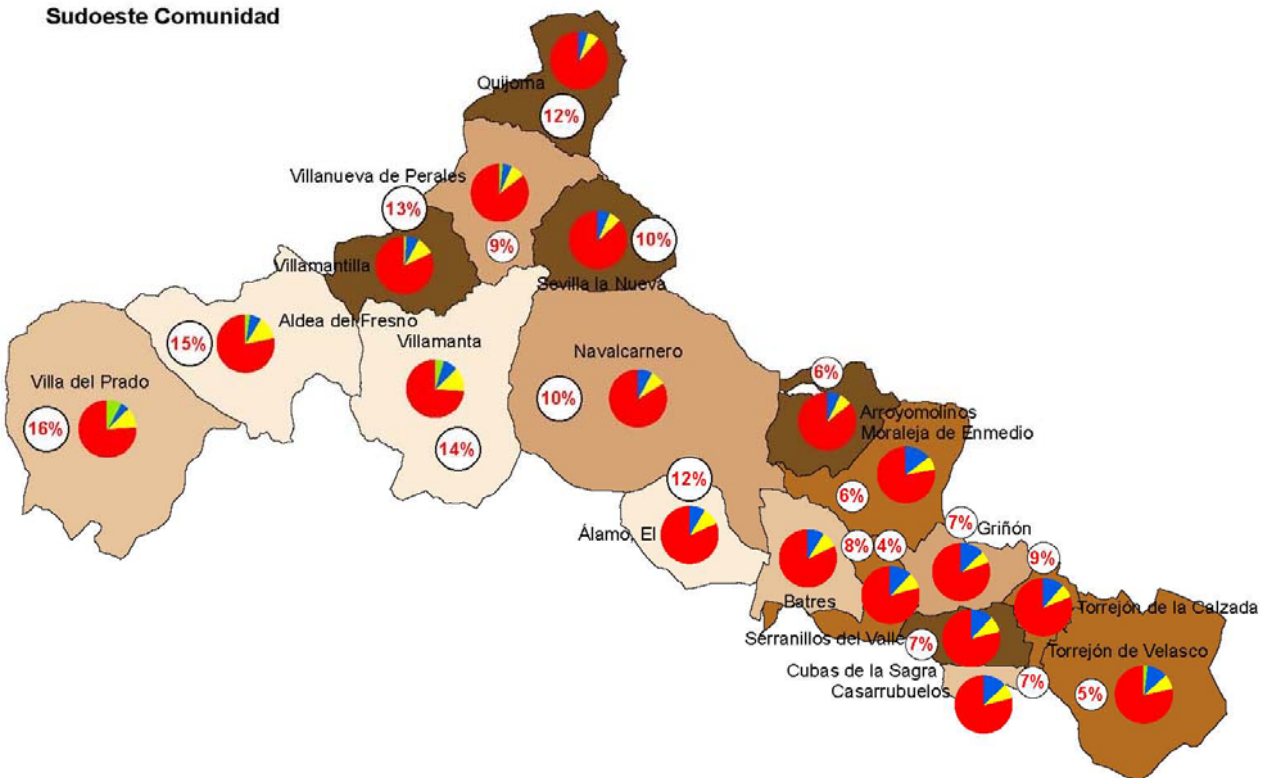 Sudoeste Comunidad
Quijorna
12%
Villanueva de Perales
13%
9%
10%
Villamantilla
Sevilla la Nueva
Aldea del Fresno
15%
Villamanta
Navalcarnero
Villa del Prado
16%
10%
6%
Arroyomolinos
Moraleja de Enmedio
14%
12%
6%
Álamo, El
7%
Griñón
8%
4%
9%
Batres
Torrejón de la Calzada
Serranillos del Valle
7%
Torrejón de Velasco
Cubas de la Sagra
Casarrubuelos
7%
5%